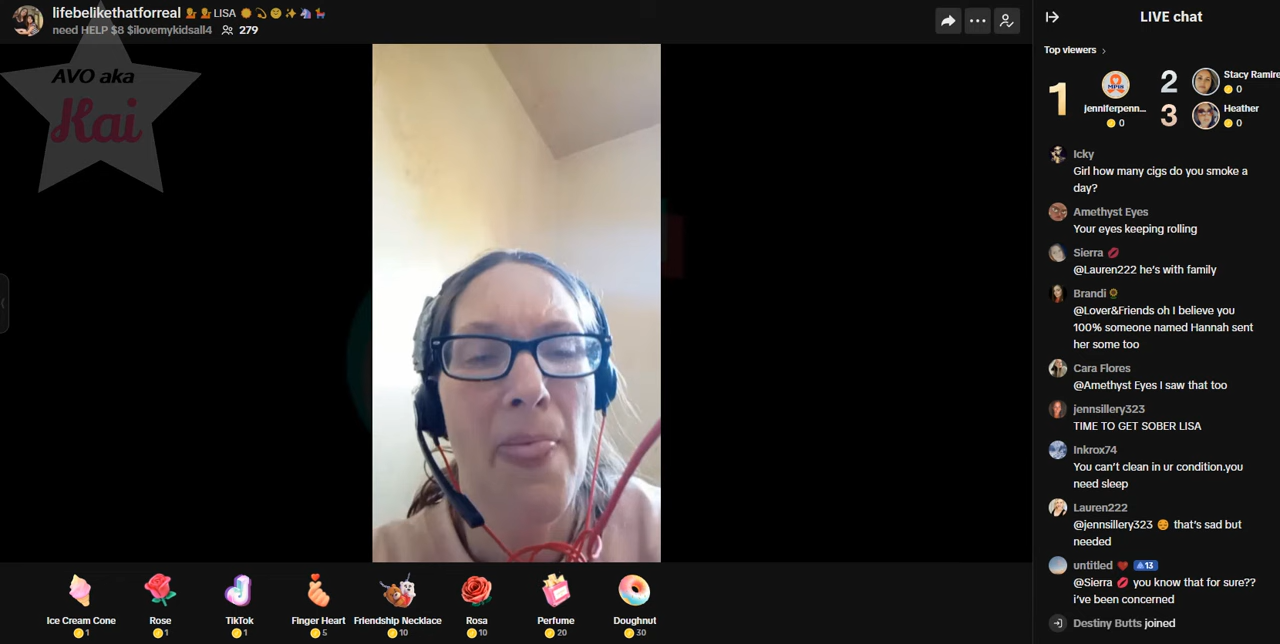 lifebelikethatforreal 💁 💁 LISA 🌞 💫 😊 ✨ 🦄 🐕‍🦺
need HELP $8 $ilovemykidsall4 279
AVO aka
Kai
LIVE chat
Top viewers
1
jenniferpenn...
0
2
Stacy Ramire
0
3
Heather
0
Icky
Girl how many cigs do you smoke a
day?
Amethyst Eyes
Your eyes keeping rolling
Sierra 💋
@Lauren222 he's with family
Brandi 🌻
@Lover&Friends oh I believe you
100% someone named Hannah sent
her some too
Cara Flores
@Amethyst Eyes I saw that too
jennsillery323
TIME TO GET SOBER LISA
Inkrox74
You can't clean in ur condition.you
need sleep
Lauren222
@jennsillery323 ☹️ that's sad but
needed
untitled ❤️ 13
@Sierra 💋 you know that for sure??
i've been concerned
Destiny Butts joined
Ice Cream Cone
1
Rose
1
TikTok
1
Finger Heart
5
Friendship Necklace
10
Rosa
10
Perfume
20
Doughnut
30